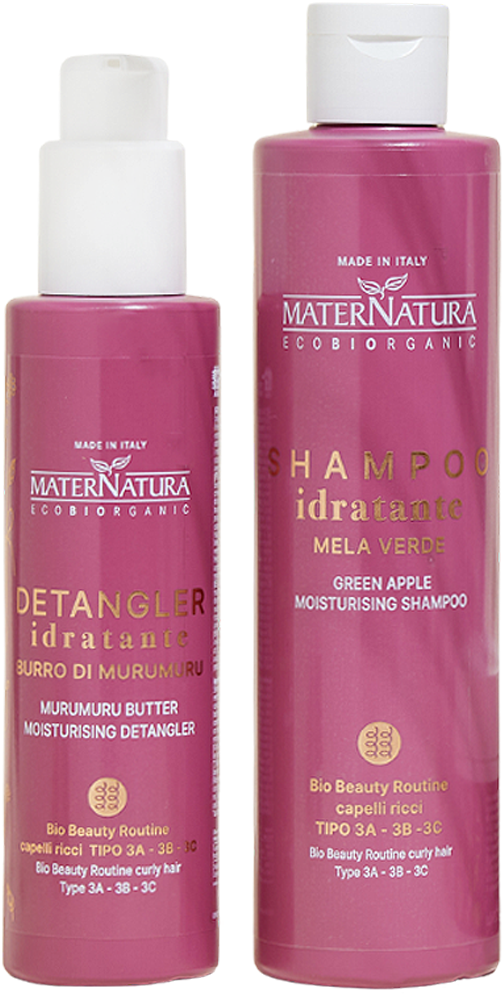 MADE IN ITALY
MATERNATURA
ECOBIORGANIC
DETANGLER
idratante
BURRO DI MURUMURU
MURUMURU BUTTER
MOISTURISING DETANGLER
Bio Beauty Routine
capelli ricci TIPO 3A - 3B - 3C
Bio Beauty Routine curly hair
Type 3A - 3B - 3C
MADE IN ITALY
MATERNATURA
ECOBIORGANIC
SHAMPOO
idratante
MELA VERDE
GREEN APPLE
MOISTURISING SHAMPOO
Bio Beauty Routine
capelli ricci
TIPO 3A - 3B -3C
Bio Beauty Routine curly hair
Type 3A - 3B - 3C